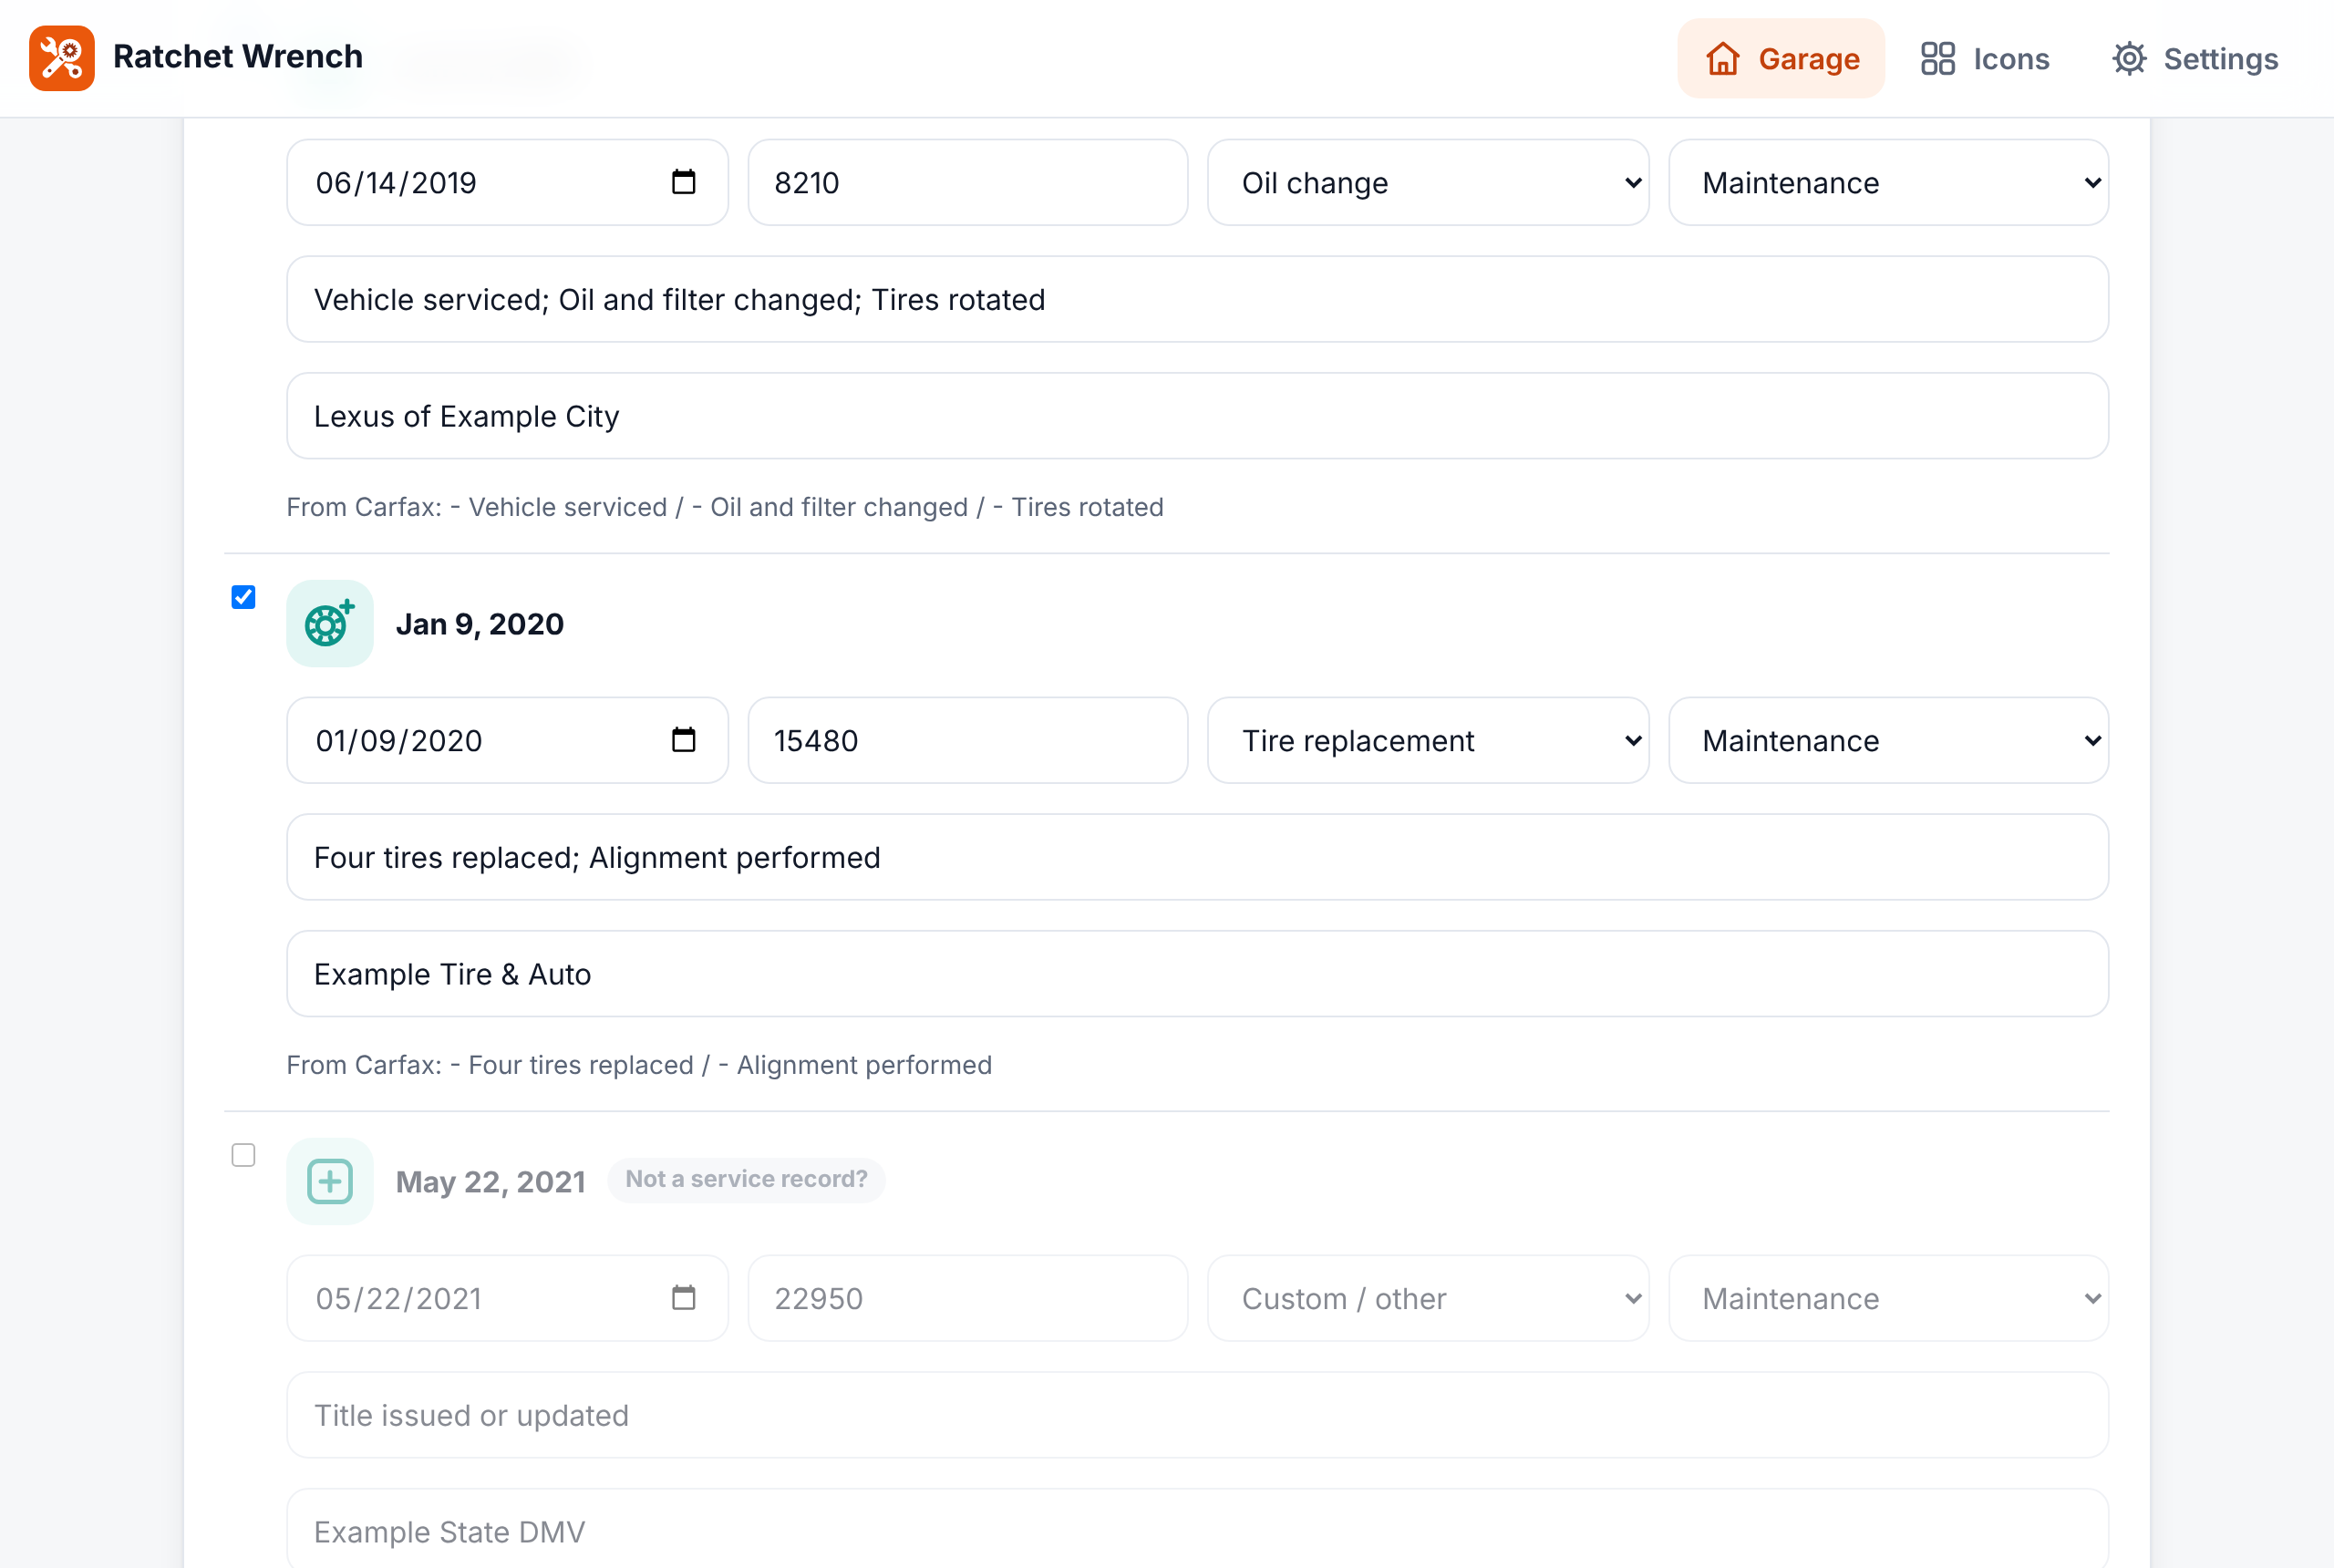 Ratchet Wrench
Garage
Icons
Settings
06/14/2019
8210
Oil change
Maintenance
Vehicle serviced; Oil and filter changed; Tires rotated
Lexus of Example City
From Carfax: - Vehicle serviced / - Oil and filter changed / - Tires rotated
Jan 9, 2020
01/09/2020
15480
Tire replacement
Maintenance
Four tires replaced; Alignment performed
Example Tire & Auto
From Carfax: - Four tires replaced / - Alignment performed
May 22, 2021
Not a service record?
05/22/2021
22950
Custom / other
Maintenance
Title issued or updated
Example State DMV